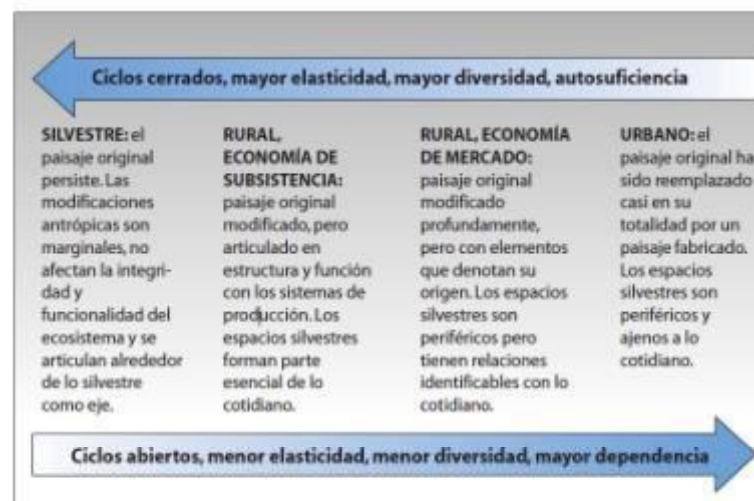 Ciclos cerrados, mayor elasticidad, mayor diversidad, autosuficiencia
SILVESTRE: el
paisaje original
persiste. Las
modificaciones
antrópicas son
marginales, no
afectan la integri-
dad y
funcionalidad del
ecosistema y se
articulan alrededor
de lo silvestre
como eje.
RURAL,
ECONOMÍA DE
SUBSISTENCIA:
paisaje original
modificado, pero
articulado en
estructura y función
con los sistemas de
producción. Los
espacios silvestres
forman parte
esencial de lo
cotidiano.
RURAL, ECONOMÍA
DE MERCADO:
paisaje original
modificado
profundamente,
pero con elementos
que denotan su
origen. Los espacios
silvestres son
periféricos pero
tienen relaciones
identificables con lo
cotidiano.
URBANO: el
paisaje original ha
sido reemplazado
casi en su
totalidad por un
paisaje fabricado.
Los espacios
silvestres son
periféricos y
ajenos a lo
cotidiano.
Ciclos abiertos, menor elasticidad, menor diversidad, mayor dependencia